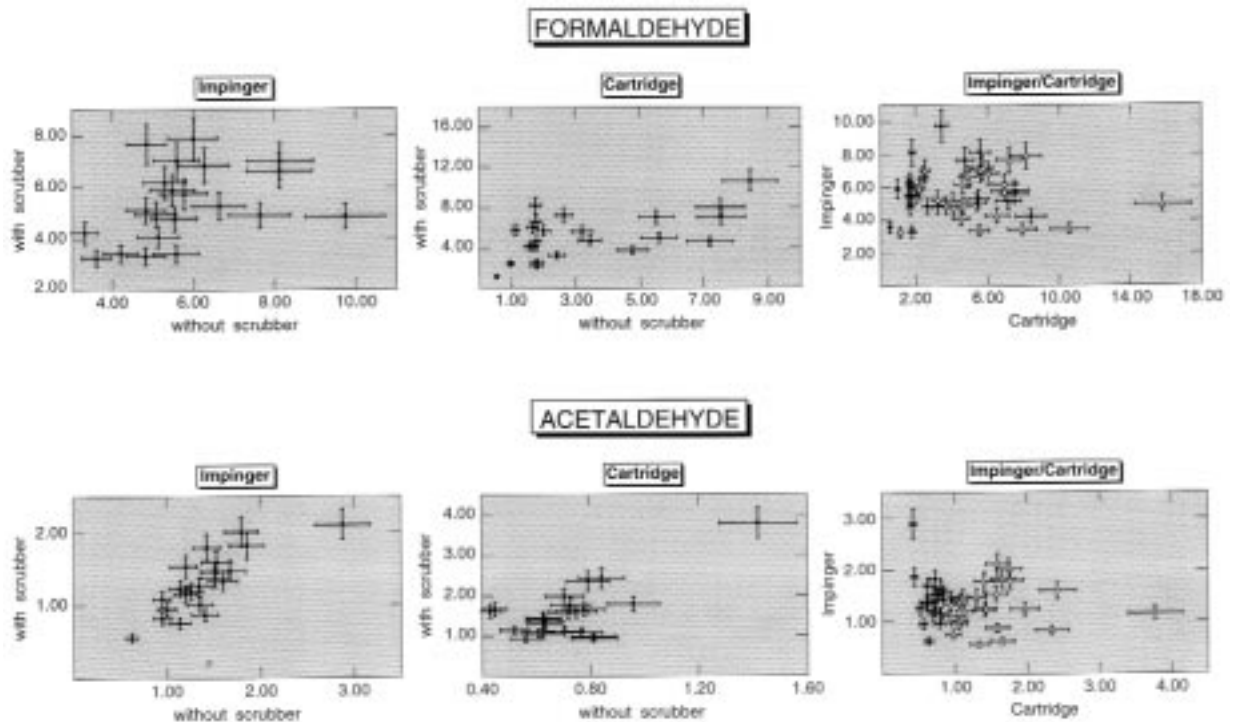 FORMALDEHYDE
Impinger
with scrubber
8.00
6.00
4.00
2.00
4.00 6.00 8.00 10.00
without scrubber
Cartridge
with scrubber
16.00
12.00
8.00
4.00
1.00 3.00 5.00 7.00 9.00
without scrubber
Impinger/Cartridge
Impinger
10.00
8.00
6.00
4.00
2.00
2.00 6.00 10.00 14.00 18.00
Cartridge
ACETALDEHYDE
Impinger
with scrubber
2.00
1.00
1.00 2.00 3.00
without scrubber
Cartridge
with scrubber
4.00
3.00
2.00
1.00
0.40 0.80 1.20 1.60
without scrubber
Impinger/Cartridge
Impinger
3.00
2.00
1.00
1.00 2.00 3.00 4.00
Cartridge